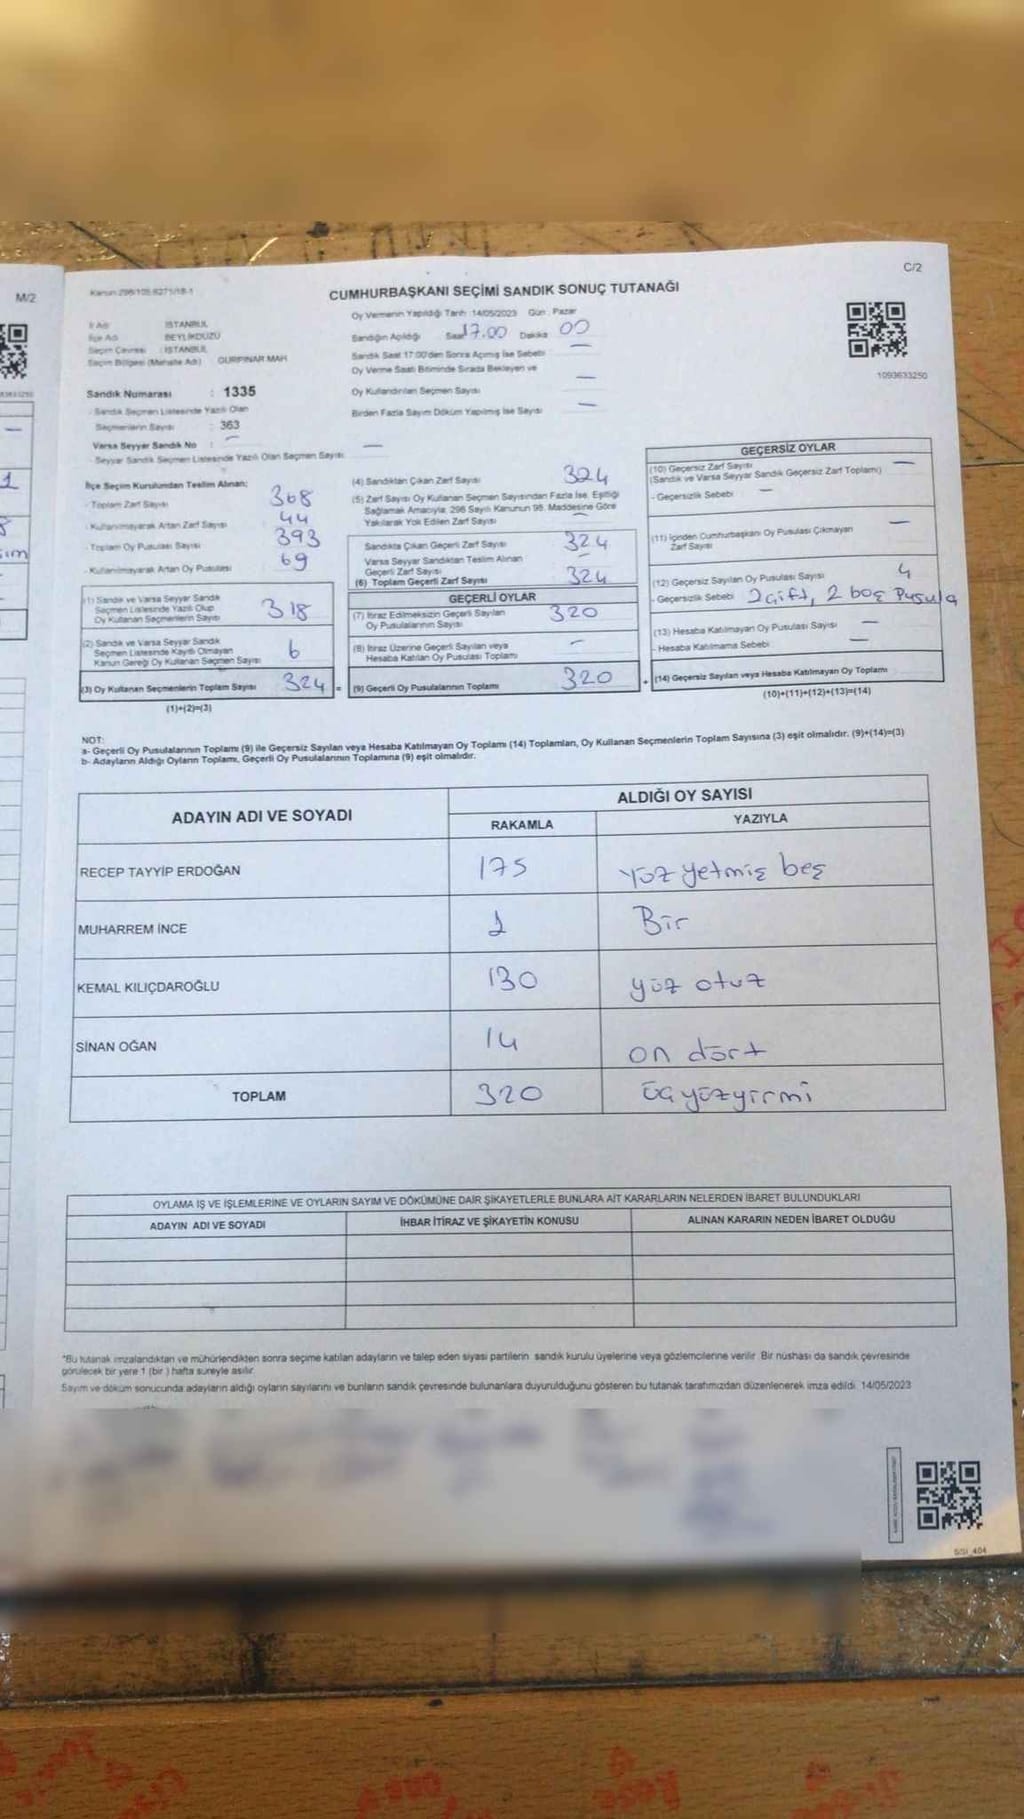 M/2
C/2
Kanun 298/105-6271/18-1
CUMHURBAŞKANI SEÇİMİ SANDIK SONUÇ TUTANAĞI
İl Adı : İSTANBUL
İlçe Adı : BEYLİKDÜZÜ
Seçim Çevresi : İSTANBUL
Seçim Bölgesi (Mahalle Adı) : GÜRPINAR MAH
Oy Vermenin Yapıldığı Tarih: 14/05/2023 Gün : Pazar
Sandığın Açıldığı Saat 17.00 Dakika 00
Sandık Saat 17:00'den Sonra Açılmış İse Sebebi —
Oy Verme Saati Bitiminde Sırada Bekleyen ve
Oy Kullandırılan Seçmen Sayısı —
Birden Fazla Sayım Döküm Yapılmış İse Sayısı —
1093633250
Sandık Numarası : 1335
- Sandık Seçmen Listesinde Yazılı Olan
Seçmenlerin Sayısı : 363
Varsa Seyyar Sandık No : —
- Seyyar Sandık Seçmen Listesinde Yazılı Olan Seçmen Sayısı: —
İlçe Seçim Kurulundan Teslim Alınan;
- Toplam Zarf Sayısı 368
- Kullanılmayarak Artan Zarf Sayısı 44
- Toplam Oy Pusulası Sayısı 393
- Kullanılmayarak Artan Oy Pusulası 69
(1) Sandık ve Varsa Seyyar Sandık
Seçmen Listesinde Yazılı Olup
Oy Kullanan Seçmenlerin Sayısı 318
(2) Sandık ve Varsa Seyyar Sandık
Seçmen Listesinde Kayıtlı Olmayan
Kanun Gereği Oy Kullanan Seçmen Sayısı 6
(3) Oy Kullanan Seçmenlerin Toplam Sayısı 324 =
(1)+(2)=(3)
(4) Sandıktan Çıkan Zarf Sayısı 324
(5) Zarf Sayısı Oy Kullanan Seçmen Sayısından Fazla İse, Eşitliği
Sağlamak Amacıyla, 298 Sayılı Kanunun 98. Maddesine Göre
Yakılarak Yok Edilen Zarf Sayısı —
Sandıkta Çıkan Geçerli Zarf Sayısı 324
Varsa Seyyar Sandıktan Teslim Alınan
Geçerli Zarf Sayısı —
(6) Toplam Geçerli Zarf Sayısı 324
GEÇERLİ OYLAR
(7) İtiraz Edilmeksizin Geçerli Sayılan
Oy Pusulalarının Sayısı 320
(8) İtiraz Üzerine Geçerli Sayılan veya
Hesaba Katılan Oy Pusulası Toplamı —
(9) Geçerli Oy Pusulalarının Toplamı 320 +
GEÇERSİZ OYLAR
(10) Geçersiz Zarf Sayısı —
(Sandık ve Varsa Seyyar Sandık Geçersiz Zarf Toplamı)
- Geçersizlik Sebebi —
(11) İçinden Cumhurbaşkanı Oy Pusulası Çıkmayan —
Zarf Sayısı
(12) Geçersiz Sayılan Oy Pusulası Sayısı 4
- Geçersizlik Sebebi 2 çift, 2 boş Pusula
(13) Hesaba Katılmayan Oy Pusulası Sayısı —
- Hesaba Katılmama Sebebi —
(14) Geçersiz Sayılan veya Hesaba Katılmayan Oy Toplamı
(10)+(11)+(12)+(13)=(14)
NOT:
a- Geçerli Oy Pusulalarının Toplamı (9) ile Geçersiz Sayılan veya Hesaba Katılmayan Oy Toplamı (14) Toplamları, Oy Kullanan Seçmenlerin Toplam Sayısına (3) eşit olmalıdır. (9)+(14)=(3)
b- Adayların Aldığı Oyların Toplamı, Geçerli Oy Pusulalarının Toplamına (9) eşit olmalıdır.
ADAYIN ADI VE SOYADI
ALDIĞI OY SAYISI
RAKAMLA YAZIYLA
RECEP TAYYİP ERDOĞAN 175 Yüz yetmiş beş
MUHARREM İNCE 1 Bir
KEMAL KILIÇDAROĞLU 130 yüz otuz
SİNAN OĞAN 14 on dört
TOPLAM 320 üçyüzyirmi
OYLAMA İŞ VE İŞLEMLERİNE VE OYLARIN SAYIM VE DÖKÜMÜNE DAİR ŞİKAYETLERLE BUNLARA AİT KARARLARIN NELERDEN İBARET BULUNDUKLARI
ADAYIN ADI VE SOYADI İHBAR İTİRAZ VE ŞİKAYETİN KONUSU ALINAN KARARIN NEDEN İBARET OLDUĞU
*Bu tutanak imzalandıktan ve mühürlendikten sonra seçime katılan adayların ve talep eden siyasi partilerin sandık kurulu üyelerine veya gözlemcilerine verilir. Bir nüshası da sandık çevresinde
görülecek bir yere 1 (bir ) hafta süreyle asılır.
Sayım ve döküm sonucunda adayların aldığı oyların sayılarını ve bunların sandık çevresinde bulunanlara duyurulduğunu gösteren bu tutanak tarafımızdan düzenlenerek imza edildi. 14/05/2023